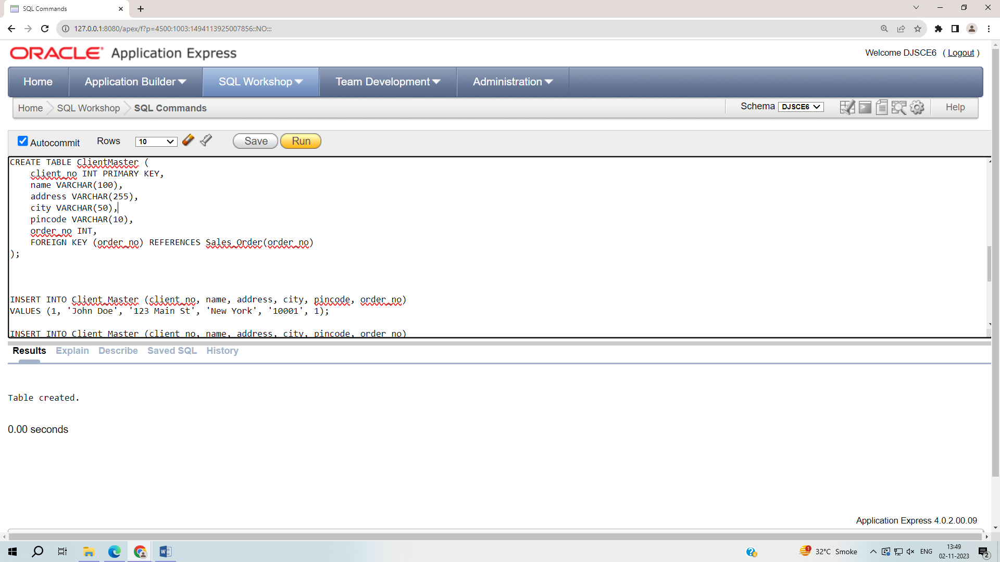 SQL Commands
127.0.0.1:8080/apex/f?p=4500:1003:1494113925007856::NO:::
ORACLE Application Express
Welcome DJSCE6 ( Logout )
Home Application Builder SQL Workshop Team Development Administration
Home SQL Workshop SQL Commands Schema DJSCE6 Help
Autocommit Rows 10 Save Run
CREATE TABLE ClientMaster (
client_no INT PRIMARY KEY,
name VARCHAR(100),
address VARCHAR(255),
city VARCHAR(50),
pincode VARCHAR(10),
order_no INT,
FOREIGN KEY (order_no) REFERENCES Sales_Order(order_no)
);
INSERT INTO Client_Master (client_no, name, address, city, pincode, order_no)
VALUES (1, 'John Doe', '123 Main St', 'New York', '10001', 1);
INSERT INTO Client_Master (client_no, name, address, city, pincode, order_no)
Results Explain Describe Saved SQL History
Table created.
0.00 seconds
Application Express 4.0.2.00.09
1 32°C Smoke ENG 13:49
02-11-2023 2